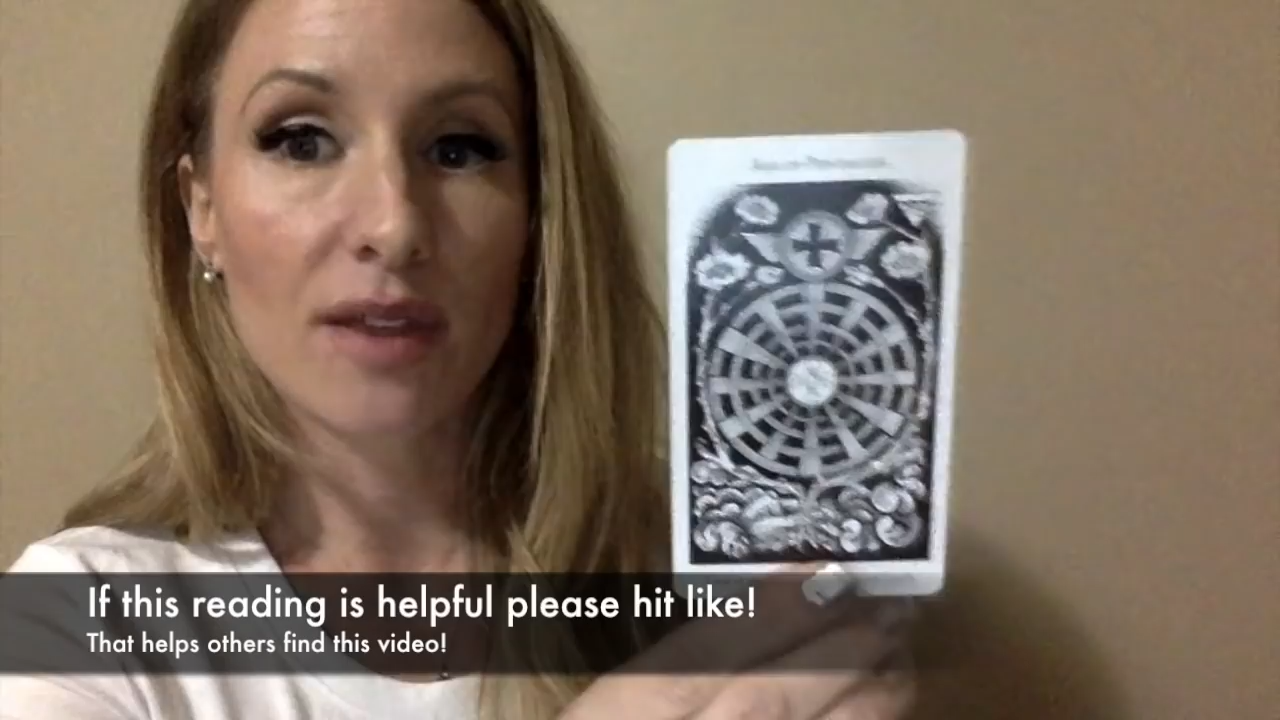 If this reading is helpful please hit like!
That helps others find this video!